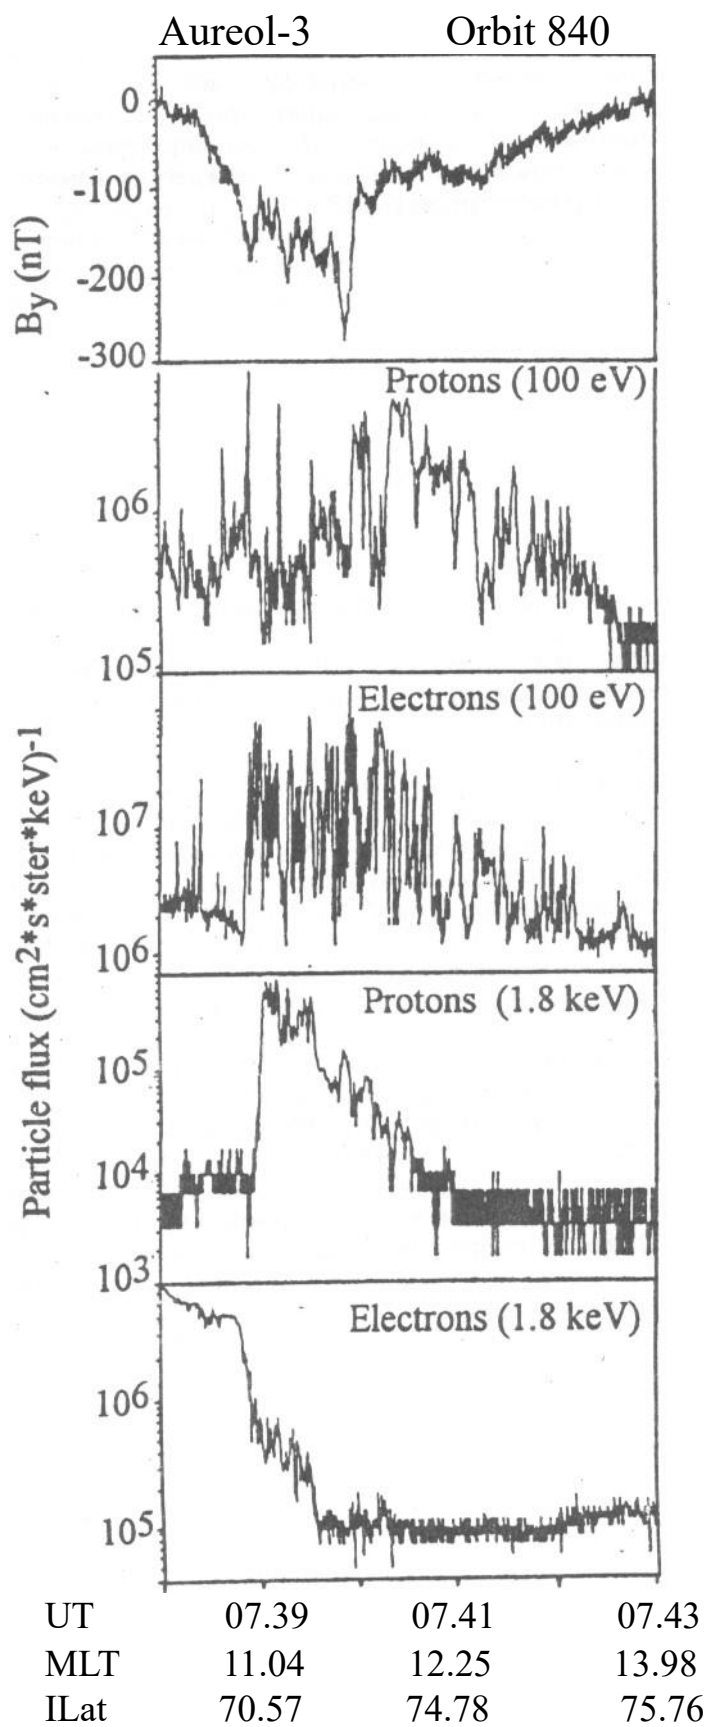 Aureol-3 Orbit 840
0
-100
-200
-300
By (nT)
Protons (100 eV)
10^6
10^5
Electrons (100 eV)
10^7
10^6
Particle flux (cm^2*s*ster*keV)^-1
Protons (1.8 keV)
10^5
10^4
10^3
Electrons (1.8 keV)
10^6
10^5
UT 07.39 07.41 07.43
MLT 11.04 12.25 13.98
ILat 70.57 74.78 75.76